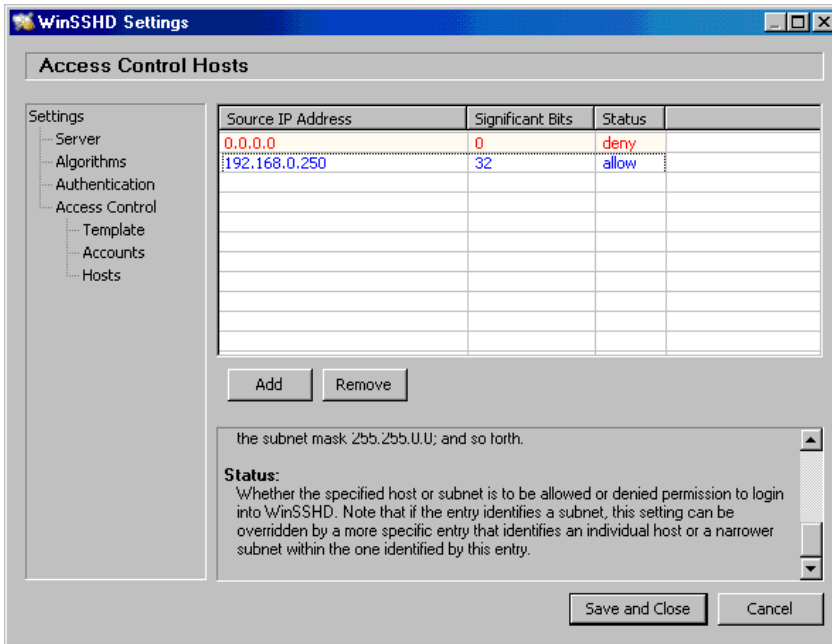 WinSSHD Settings
Access Control Hosts
Settings
Server
Algorithms
Authentication
Access Control
Template
Accounts
Hosts
Source IP Address Significant Bits Status
0.0.0.0 0 deny
192.168.0.250 32 allow
Add Remove
the subnet mask 255.255.0.0; and so forth.
Status:
Whether the specified host or subnet is to be allowed or denied permission to login
into WinSSHD. Note that if the entry identifies a subnet, this setting can be
overridden by a more specific entry that identifies an individual host or a narrower
subnet within the one identified by this entry.
Save and Close Cancel